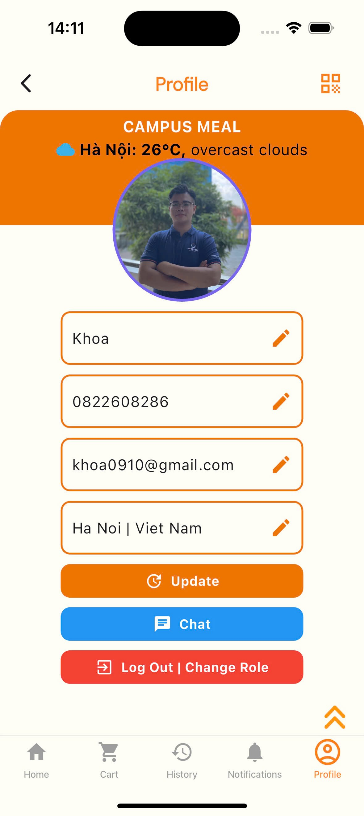 14:11
Profile
CAMPUS MEAL
Hà Nội: 26°C, overcast clouds
Khoa
0822608286
khoa0910@gmail.com
Ha Noi | Viet Nam
Update
Chat
Log Out | Change Role
Home
Cart
History
Notifications
Profile